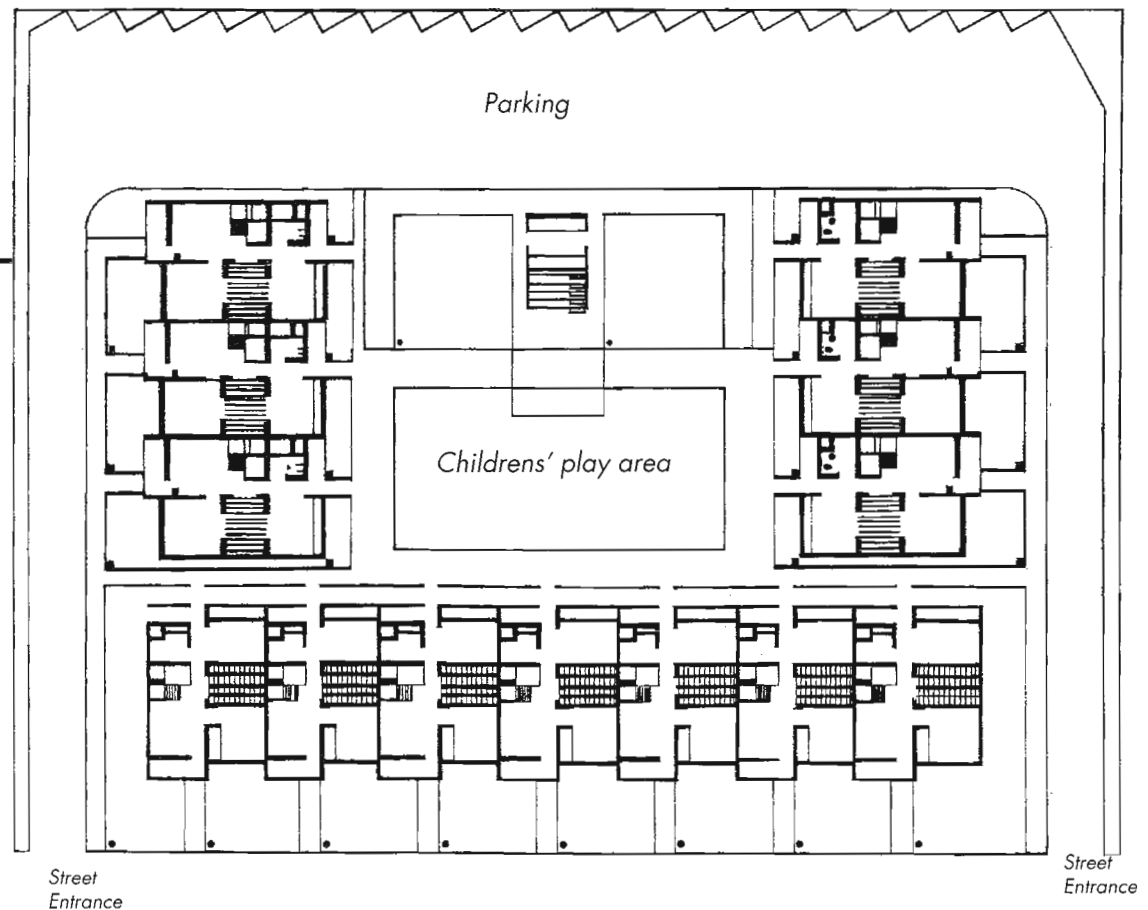 Parking
Childrens' play area
Street
Entrance
Street
Entrance